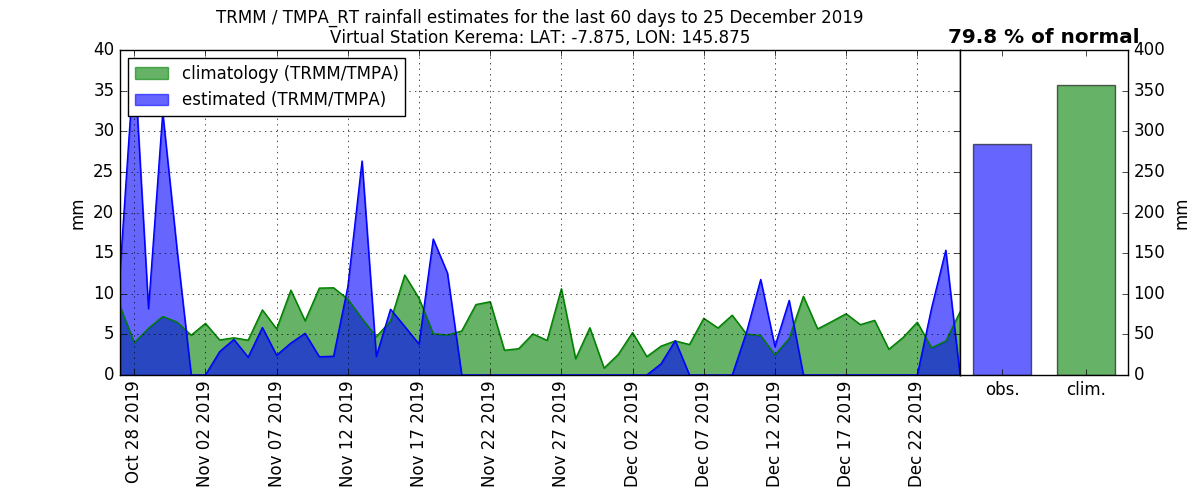 TRMM / TMPA_RT rainfall estimates for the last 60 days to 25 December 2019
Virtual Station Kerema: LAT: -7.875, LON: 145.875
79.8 % of normal
climatology (TRMM/TMPA)
estimated (TRMM/TMPA)
40
35
30
25
20
15
10
5
0
mm
Oct 28 2019
Nov 02 2019
Nov 07 2019
Nov 12 2019
Nov 17 2019
Nov 22 2019
Nov 27 2019
Dec 02 2019
Dec 07 2019
Dec 12 2019
Dec 17 2019
Dec 22 2019
400
350
300
250
200
150
100
50
0
mm
obs.
clim.